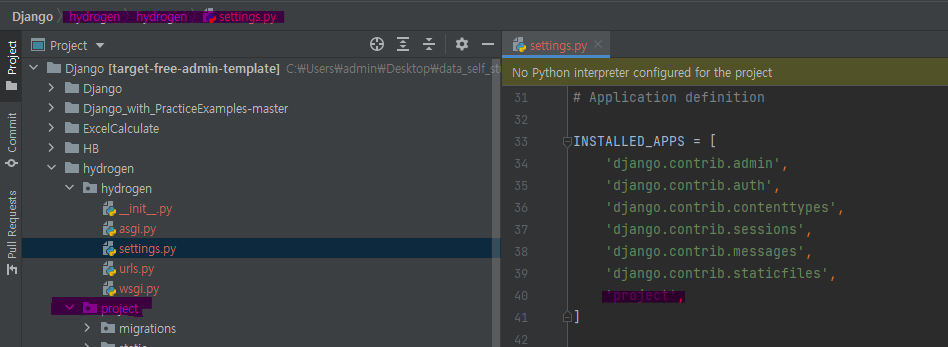 Django hydrogen hydrogen settings.py
Project
Commit
Pull Requests
Project
Django [target-free-admin-template] C:₩Users₩admin₩Desktop₩data_self_st
Django
Django_with_PracticeExamples-master
ExcelCalculate
HB
hydrogen
hydrogen
__init__.py
asgi.py
settings.py
urls.py
wsgi.py
project
migrations
static
settings.py
No Python interpreter configured for the project
31 # Application definition
32
33 INSTALLED_APPS = [
34 'django.contrib.admin',
35 'django.contrib.auth',
36 'django.contrib.contenttypes',
37 'django.contrib.sessions',
38 'django.contrib.messages',
39 'django.contrib.staticfiles',
40 'project',
41 ]
42